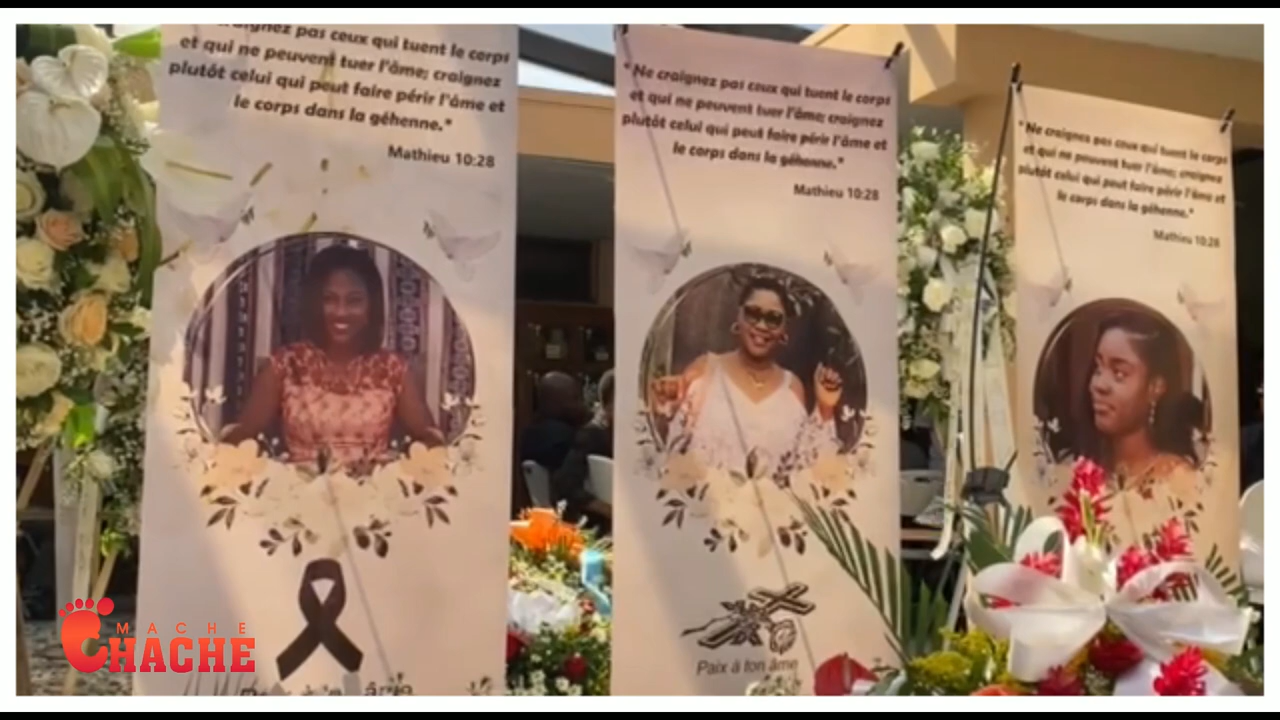 craignez pas ceux qui tuent le corps
et qui ne peuvent tuer l'âme; craignez
plutôt celui qui peut faire périr l'âme et
le corps dans la géhenne."
Mathieu 10:28
"Ne craignez pas ceux qui tuent le corps
et qui ne peuvent tuer l'âme; craignez
plutôt celui qui peut faire périr l'âme et
le corps dans la géhenne."
Mathieu 10:28
Paix à ton âme
"Ne craignez pas ceux qui tuent le corps
et qui ne peuvent tuer l'âme; craignez
plutôt celui qui peut faire périr l'âme et
le corps dans la géhenne."
Mathieu 10:28
MACHE
HACHE